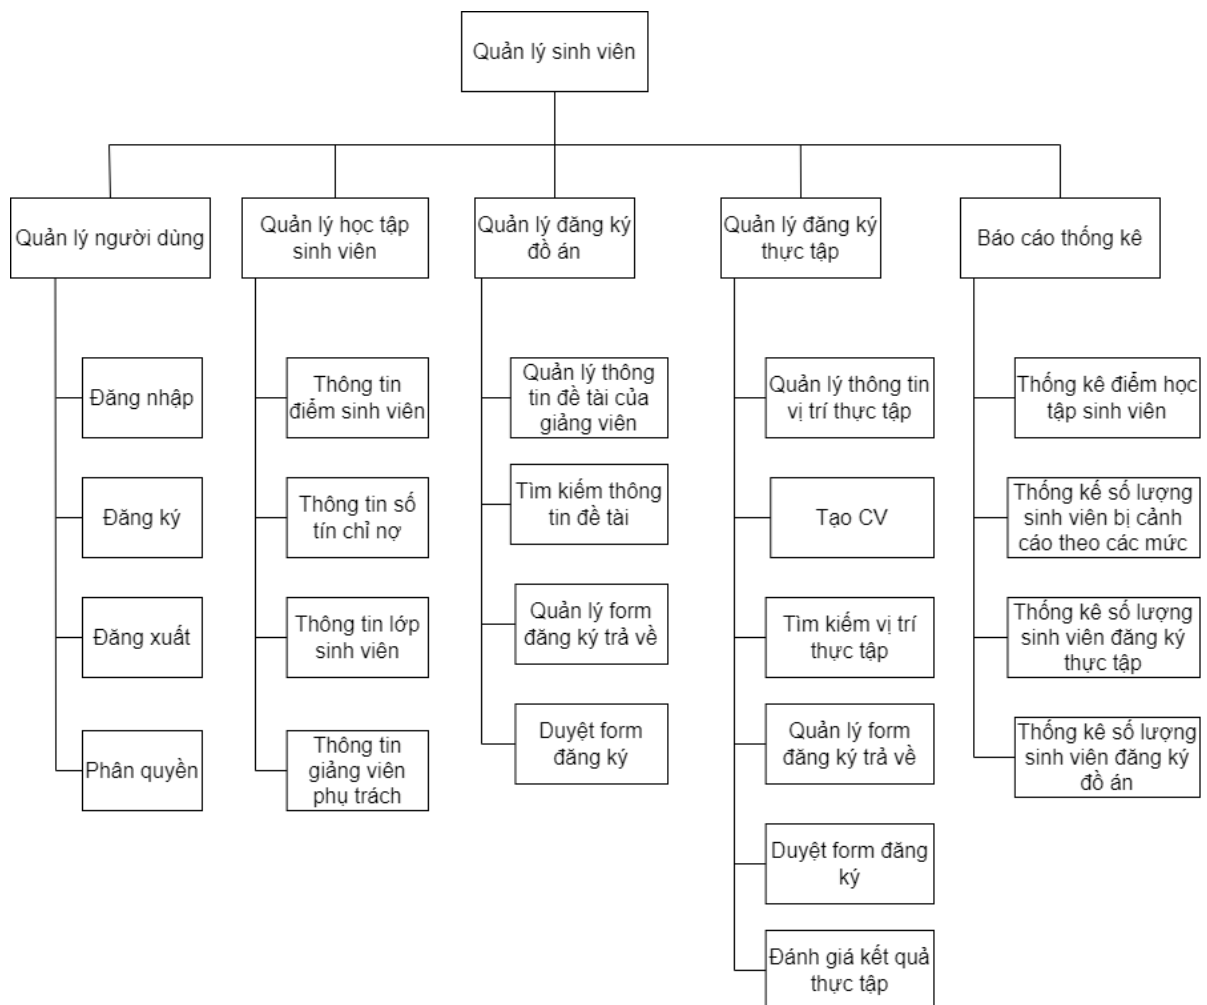 Quản lý sinh viên
Quản lý người dùng
Quản lý học tập
sinh viên
Quản lý đăng ký
đồ án
Quản lý đăng ký
thực tập
Báo cáo thống kê
Đăng nhập
Đăng ký
Đăng xuất
Phân quyền
Thông tin
điểm sinh viên
Thông tin số
tín chỉ nợ
Thông tin lớp
sinh viên
Thông tin
giảng viên
phụ trách
Quản lý thông
tin đề tài của
giảng viên
Tìm kiếm thông
tin đề tài
Quản lý form
đăng ký trả về
Duyệt form
đăng ký
Quản lý thông tin
vị trí thực tập
Tạo CV
Tìm kiếm vị trí
thực tập
Quản lý form
đăng ký trả về
Duyệt form đăng
ký
Đánh giá kết quả
thực tập
Thống kê điểm học
tập sinh viên
Thống kế số lượng
sinh viên bị cảnh
cáo theo các mức
Thống kê số lượng
sinh viên đăng ký
thực tập
Thống kê số lượng
sinh viên đăng ký
đồ án